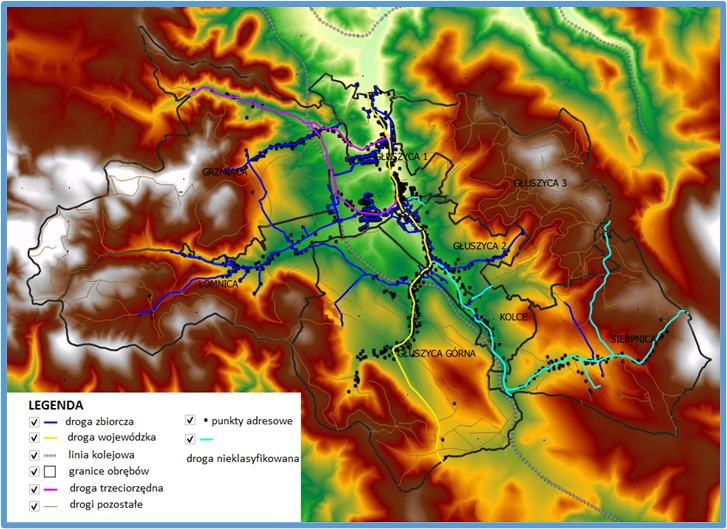 GŁUSZYCA 1
GRZMIĄCA
GŁUSZYCA 3
GŁUSZYCA 2
ŁOMNICA
KOLCE
SIERPNICA
GŁUSZYCA GÓRNA
LEGENDA
droga zbiorcza
droga wojewódzka
linia kolejowa
granice obrębów
droga trzeciorzędna
drogi pozostałe
punkty adresowe
droga nieklasyfikowana